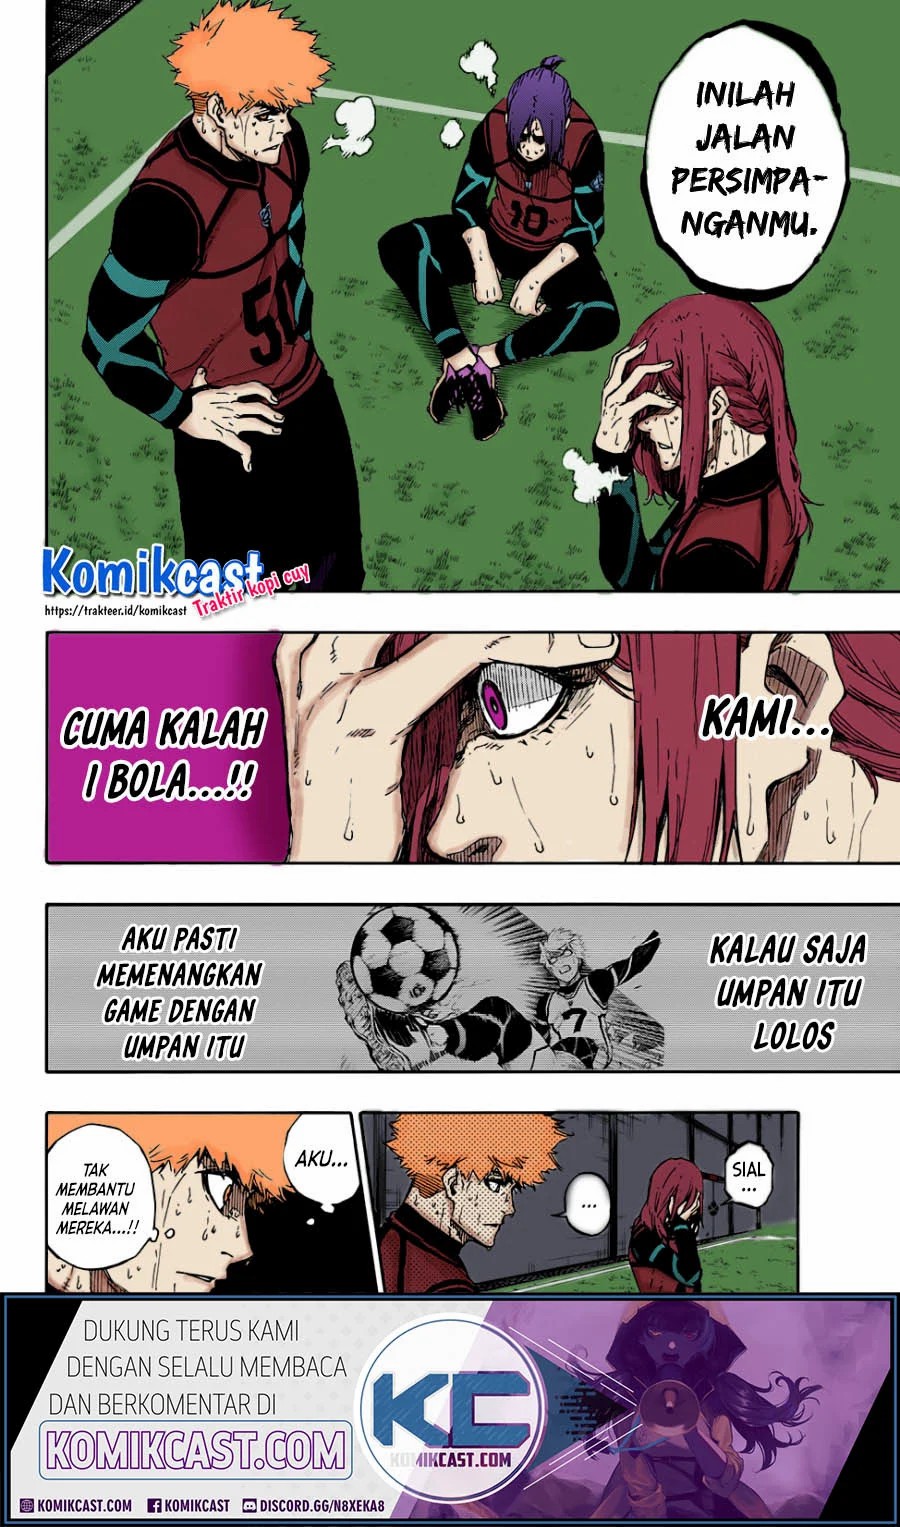 INILAH
JALAN
PERSIMPA-
NGANMU.
10
50
Komikcast
https://trakteer.id/komikcast
Traktir kopi cuy
KAMI...
CUMA KALAH
1 BOLA...!!
KALAU SAJA
UMPAN ITU
LOLOS
7
AKU PASTI
MEMENANGKAN
GAME DENGAN
UMPAN ITU
SIAL
...
...
AKU...
TAK
MEMBANTU
MELAWAN
MEREKA...!!
DUKUNG TERUS KAMI
DENGAN SELALU MEMBACA
DAN BERKOMENTAR DI
KOMIKCAST.COM
KC
KOMIKCAST.COM
KOMIKCAST.COM KOMIKCAST DISCORD.GG/N8XEKA8